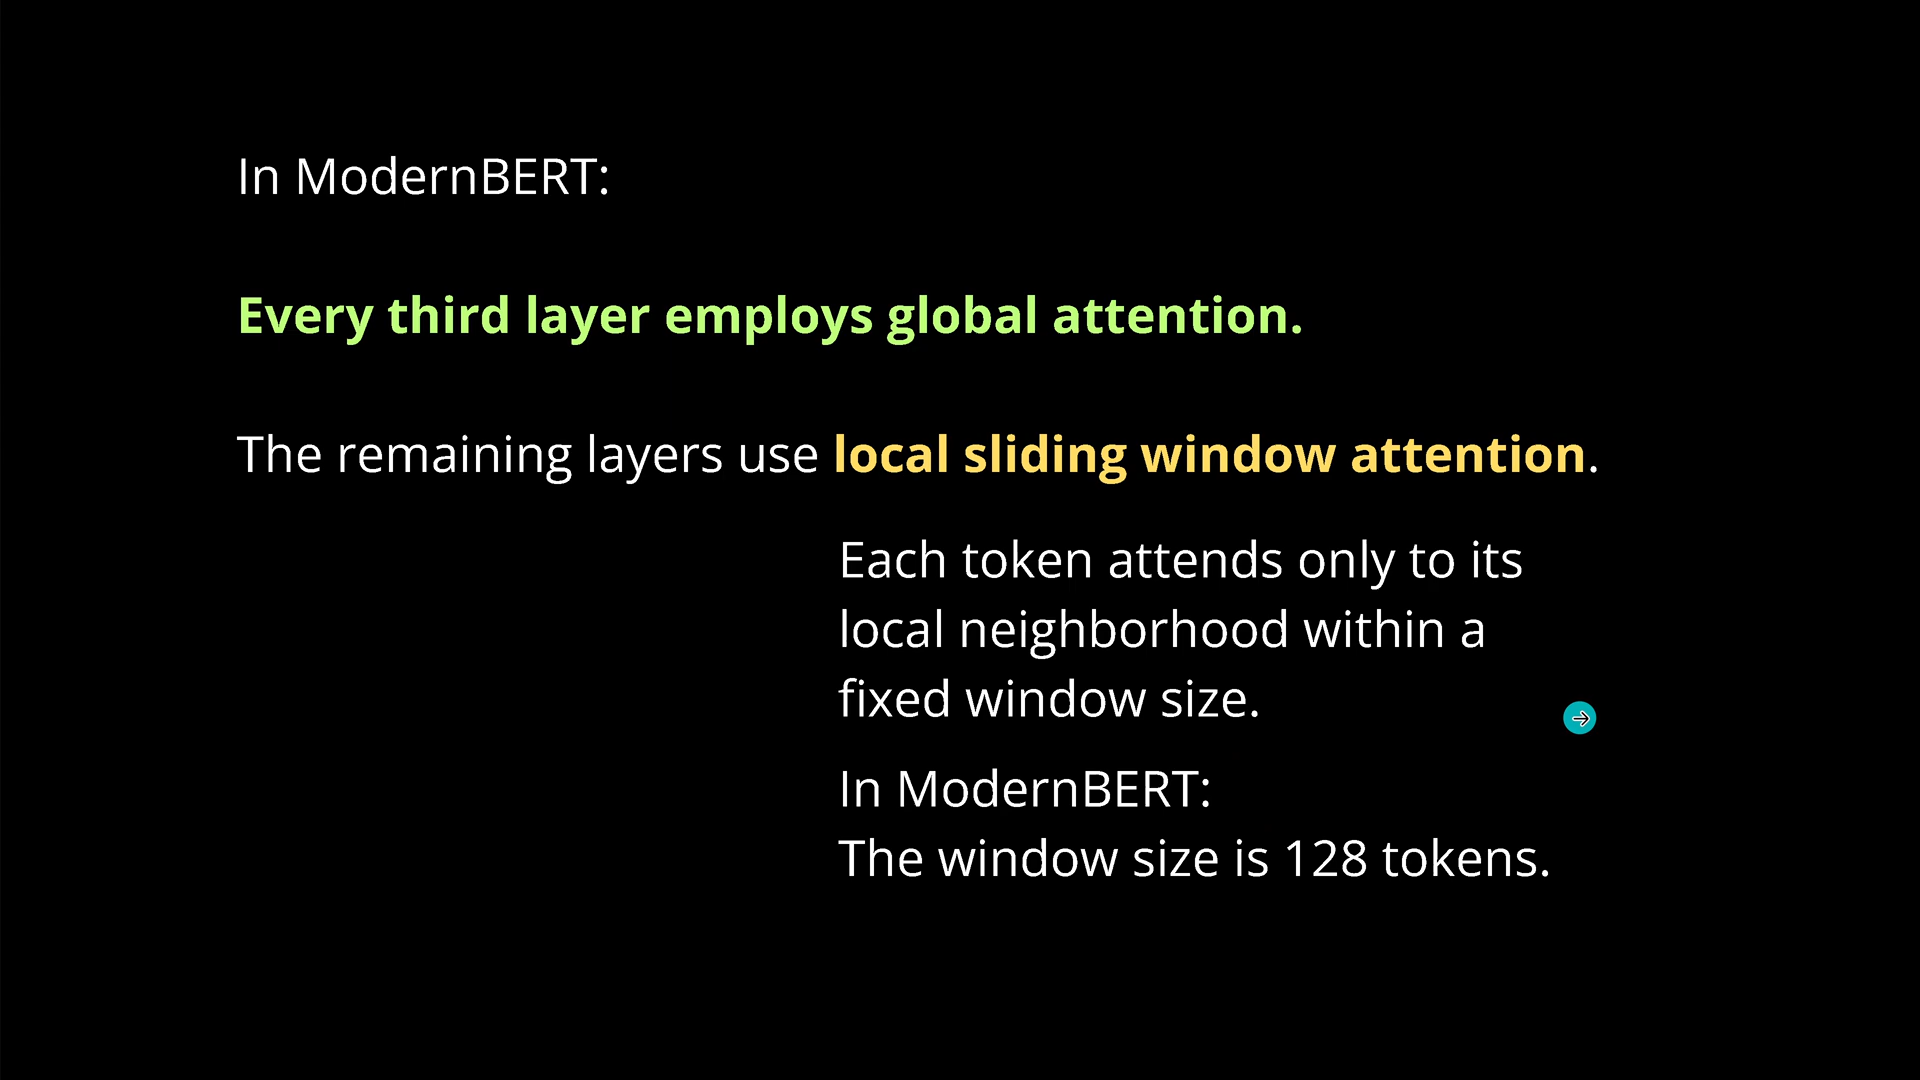 In ModernBERT:
Every third layer employs global attention.
The remaining layers use local sliding window attention.
Each token attends only to its
local neighborhood within a
fixed window size.
In ModernBERT:
The window size is 128 tokens.